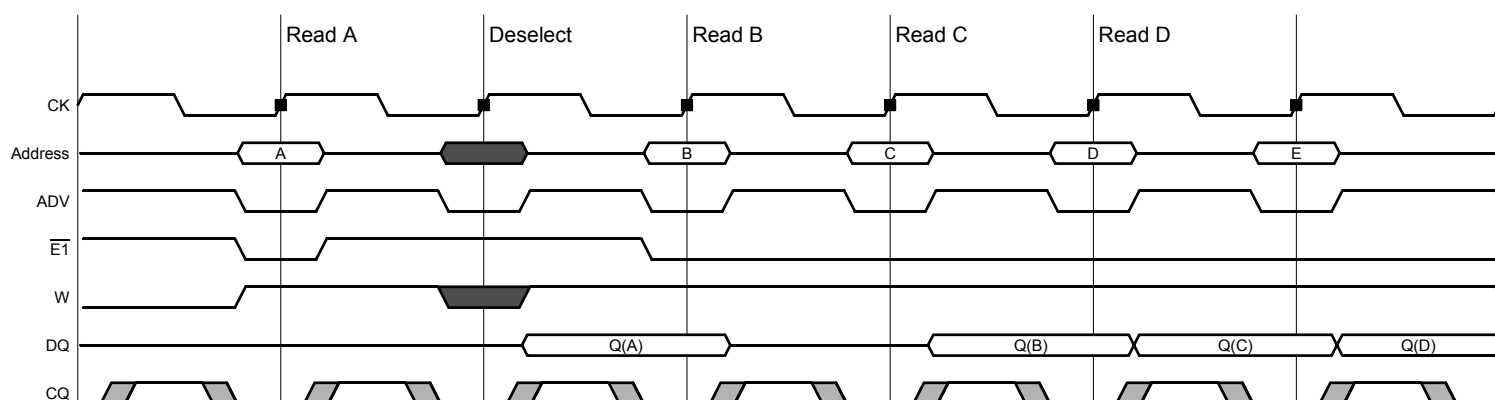 Read A Deselect Read B Read C Read D
CK
Address A B C D E
ADV
E1
W
DQ Q(A) Q(B) Q(C) Q(D)
CQ